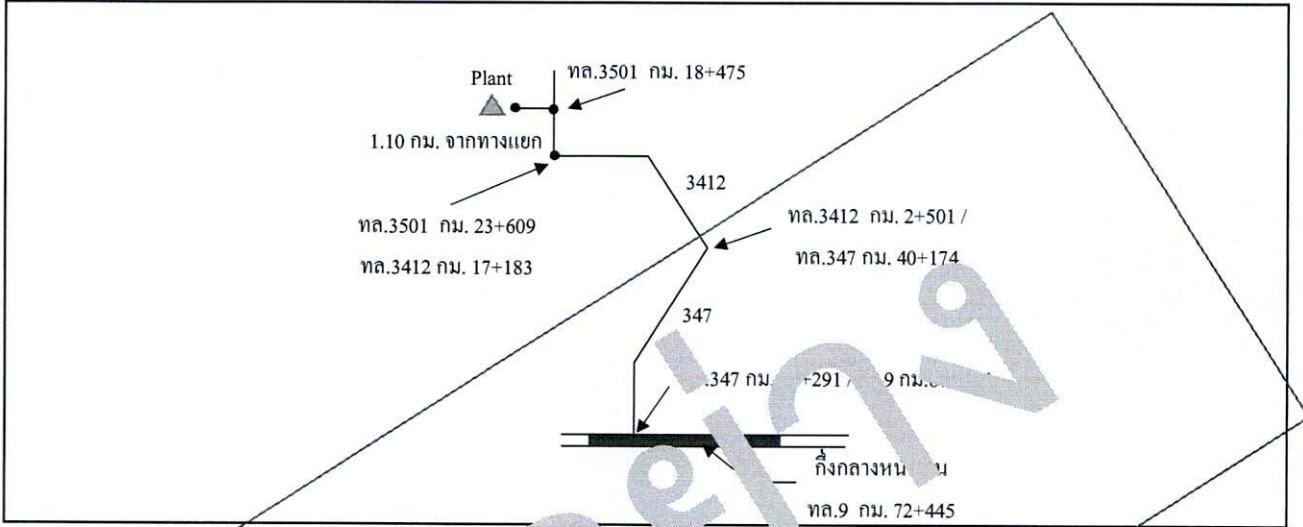 Plant
ทล.3501 กม. 18+475
1.10 กม. จากทางแยก
3412
ทล.3501 กม. 23+609
ทล.3412 กม. 17+183
ทล.3412 กม. 2+501 /
ทล.347 กม. 40+174
347
347 กม. +291 / 9 กม.
กึ่งกลาง
ทล.9 กม. 72+445